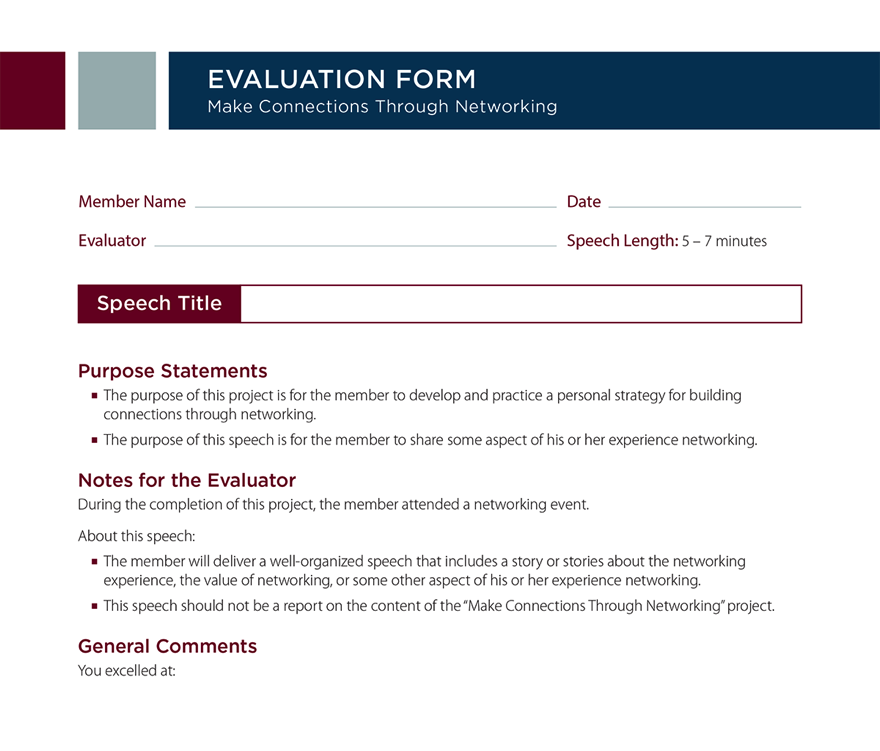 EVALUATION FORM
Make Connections Through Networking
Member Name
Date
Evaluator
Speech Length: 5 – 7 minutes
Speech Title
Purpose Statements
▪ The purpose of this project is for the member to develop and practice a personal strategy for building
connections through networking.
▪ The purpose of this speech is for the member to share some aspect of his or her experience networking.
Notes for the Evaluator
During the completion of this project, the member attended a networking event.
About this speech:
▪ The member will deliver a well-organized speech that includes a story or stories about the networking
experience, the value of networking, or some other aspect of his or her experience networking.
▪ This speech should not be a report on the content of the “Make Connections Through Networking” project.
General Comments
You excelled at: